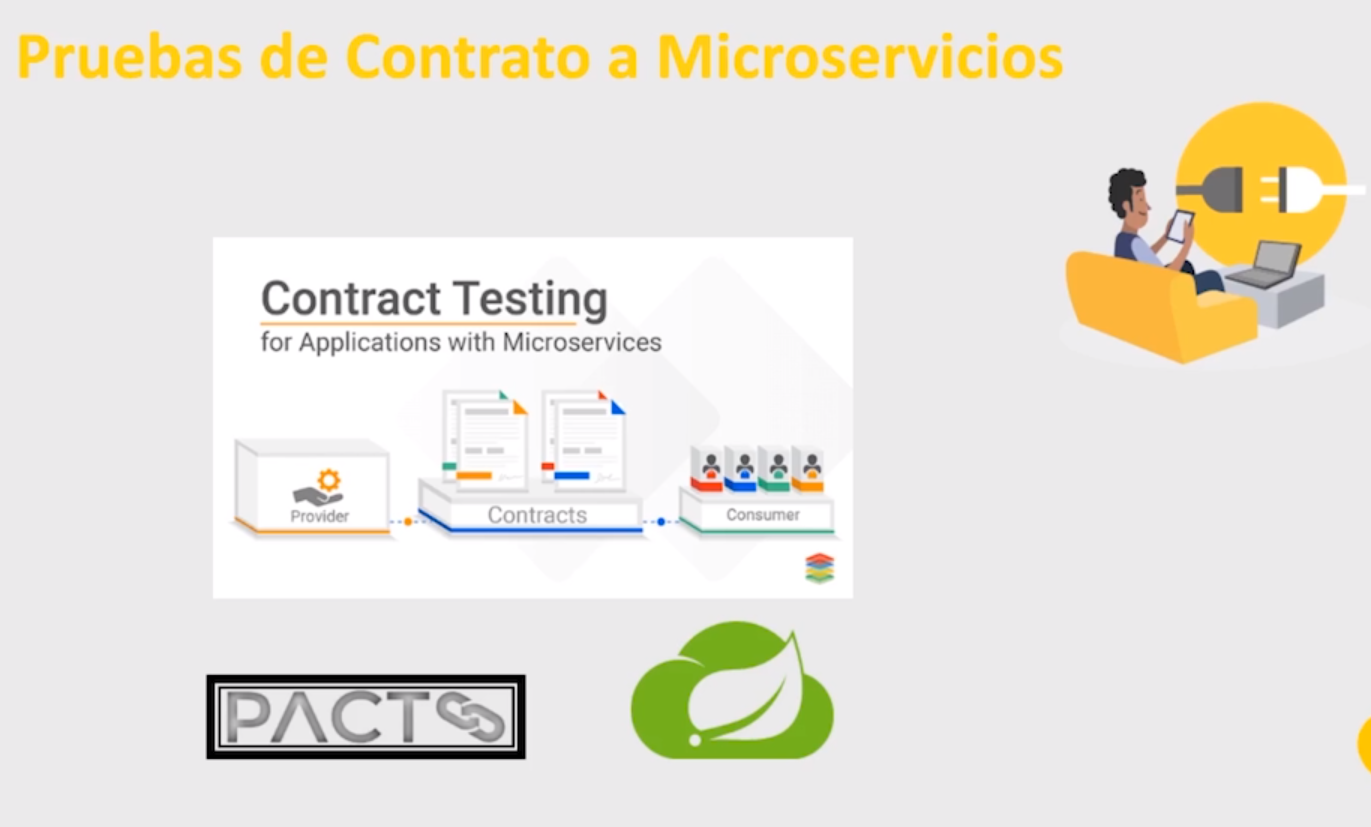 Pruebas de Contrato a Microservicios
Contract Testing
for Applications with Microservices
Provider
Contracts
Consumer
PACT